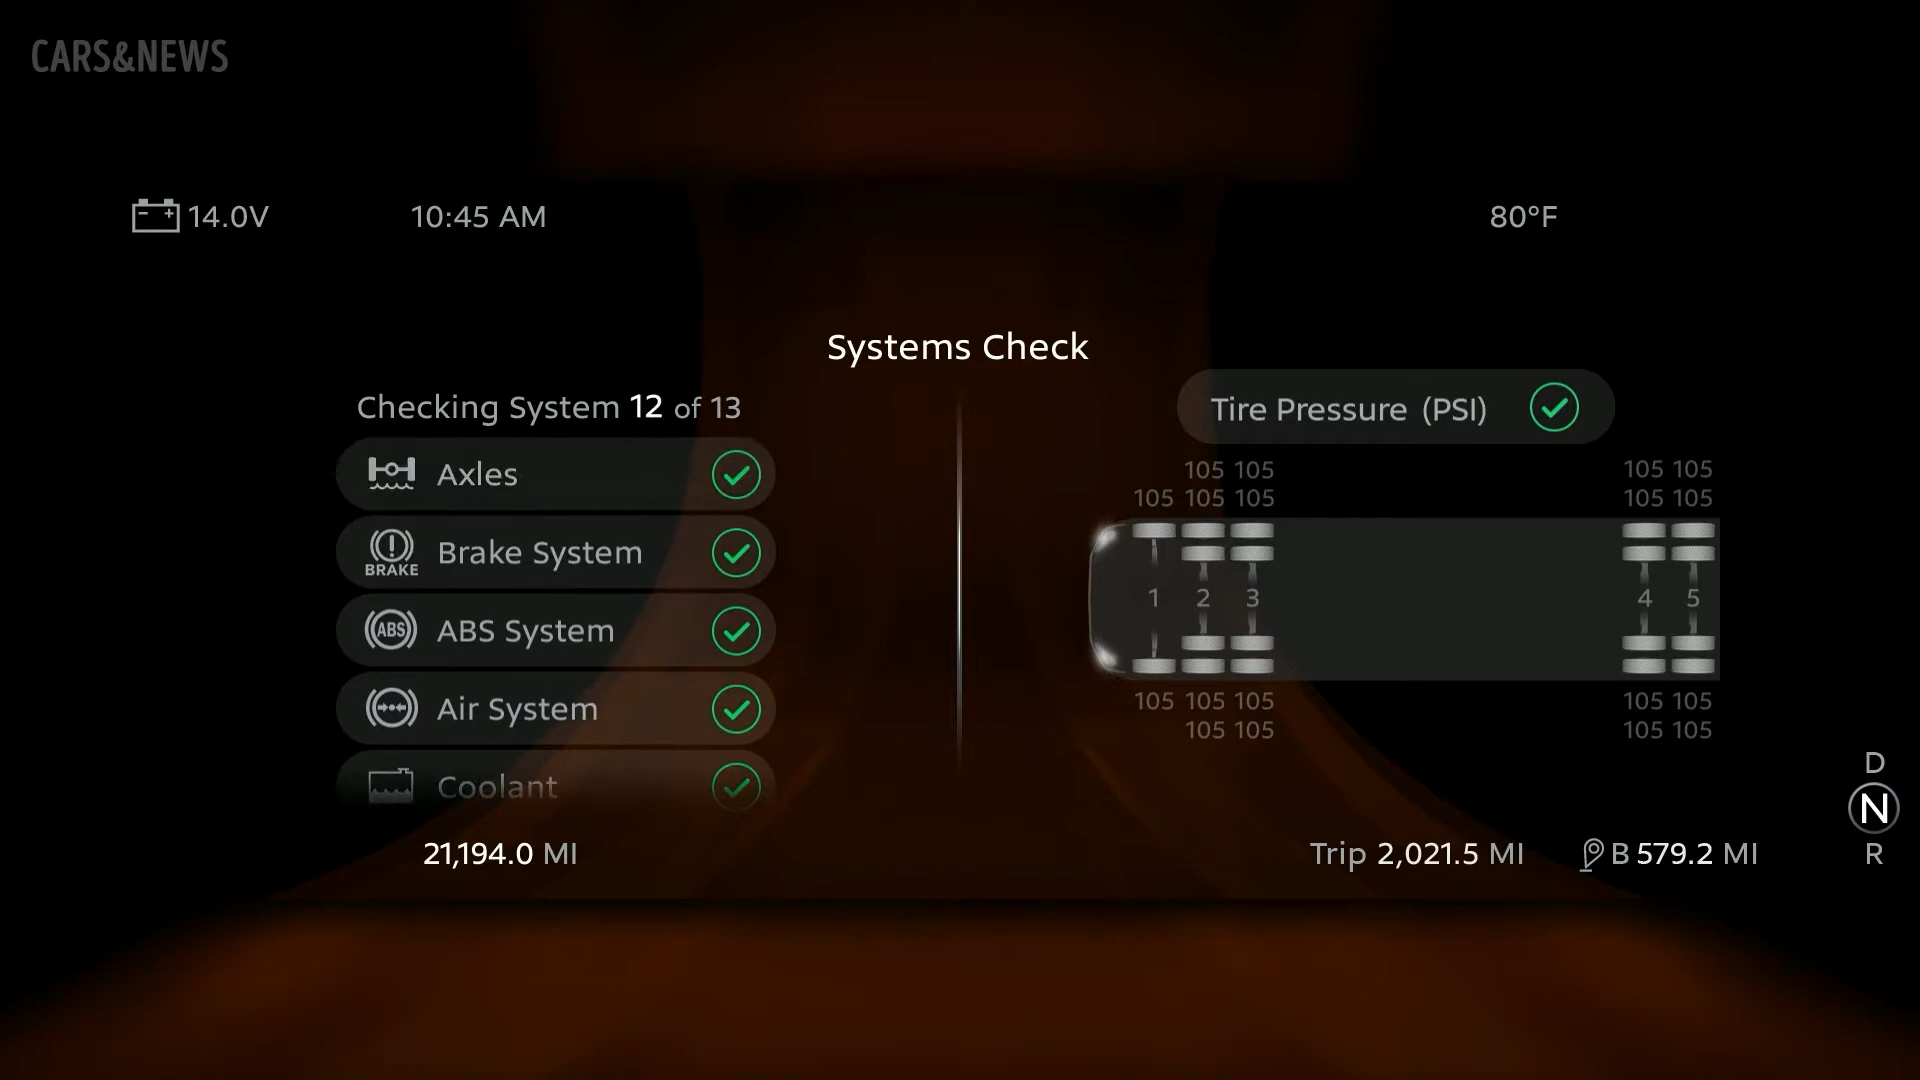 CARS&NEWS
14.0V
10:45 AM
80°F
Systems Check
Checking System 12 of 13
Axles
BRAKE
Brake System
ABS
ABS System
Air System
Coolant
Tire Pressure (PSI)
105 105
105 105 105
105 105
105 105
1 2 3
4 5
105 105 105
105 105
105 105
105 105
D
N
R
21,194.0 MI
Trip 2,021.5 MI
B 579.2 MI